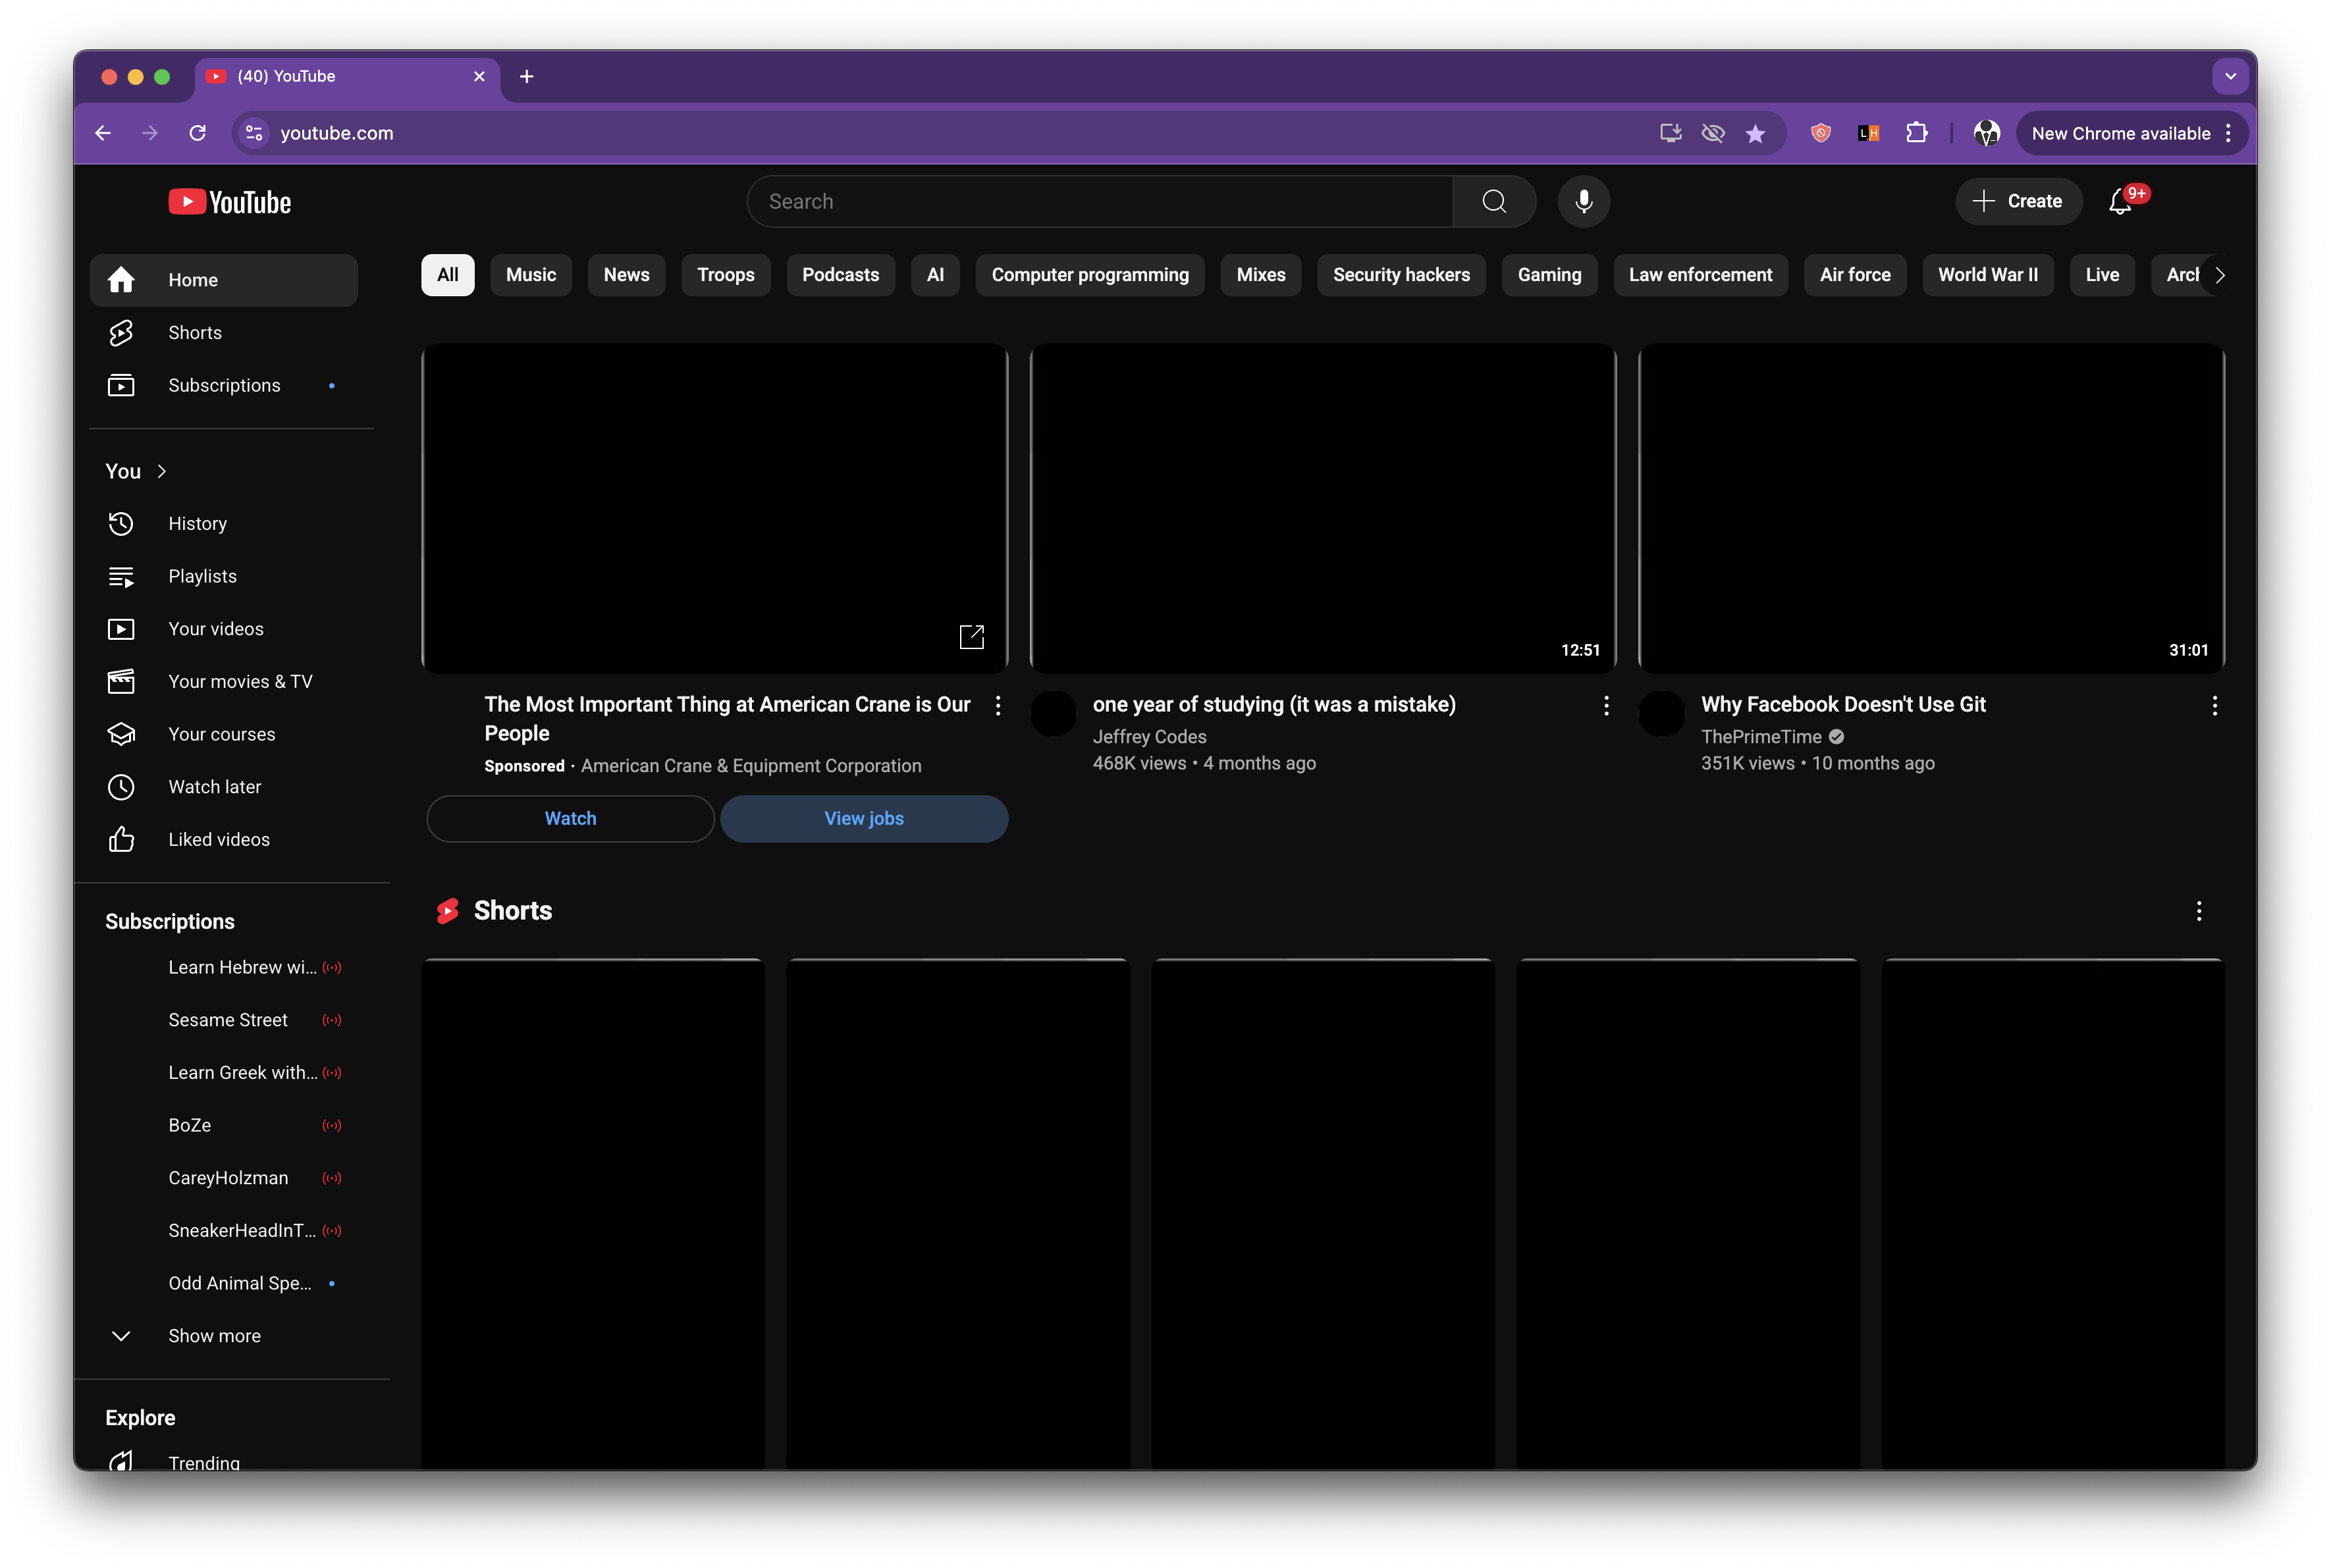 (40) YouTube
youtube.com
L H
New Chrome available
YouTube
Search
Create
9+
Home
Shorts
Subscriptions
You
History
Playlists
Your videos
Your movies & TV
Your courses
Watch later
Liked videos
Subscriptions
Learn Hebrew wi...
Sesame Street
Learn Greek with...
BoZe
CareyHolzman
SneakerHeadInT...
Odd Animal Spe...
Show more
Explore
Trending
All
Music
News
Troops
Podcasts
AI
Computer programming
Mixes
Security hackers
Gaming
Law enforcement
Air force
World War II
Live
The Most Important Thing at American Crane is Our
People
Sponsored · American Crane & Equipment Corporation
Watch
View jobs
12:51
one year of studying (it was a mistake)
Jeffrey Codes
468K views • 4 months ago
31:01
Why Facebook Doesn't Use Git
ThePrimeTime
351K views • 10 months ago
Shorts